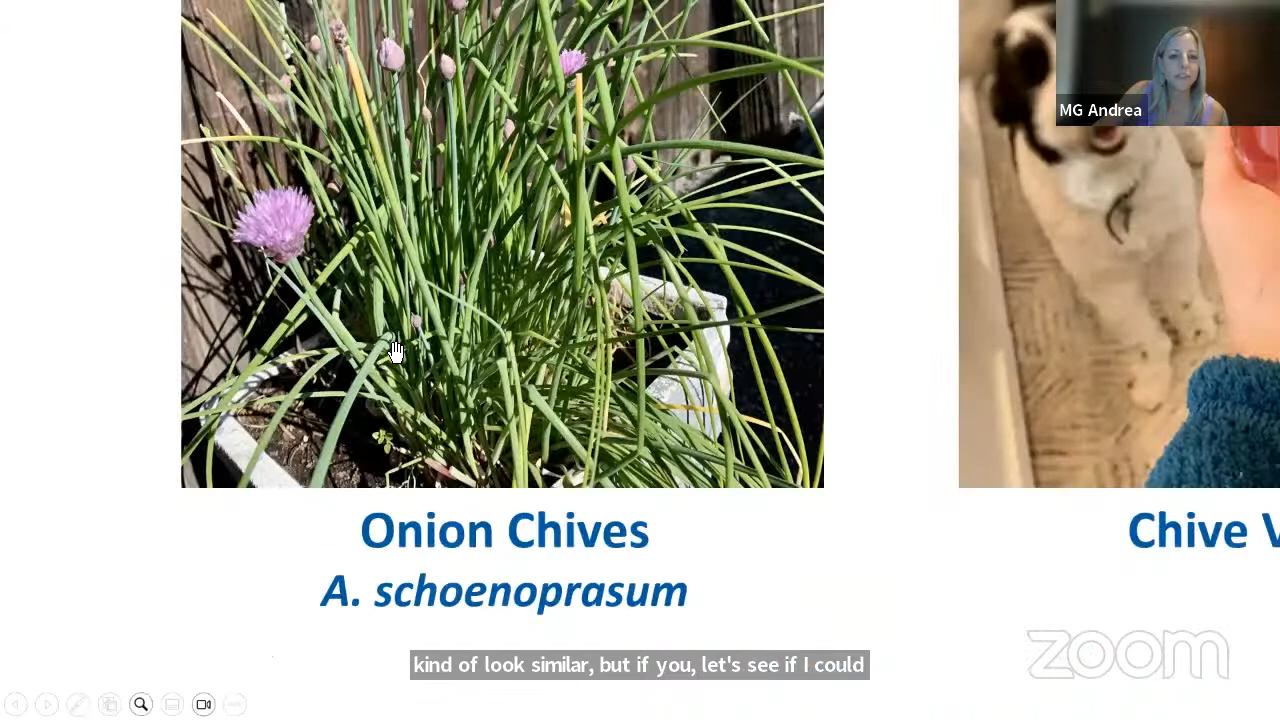 MG Andrea
Onion Chives
Chive V
A. schoenoprasum
kind of look similar, but if you, let's see if I could
zoom